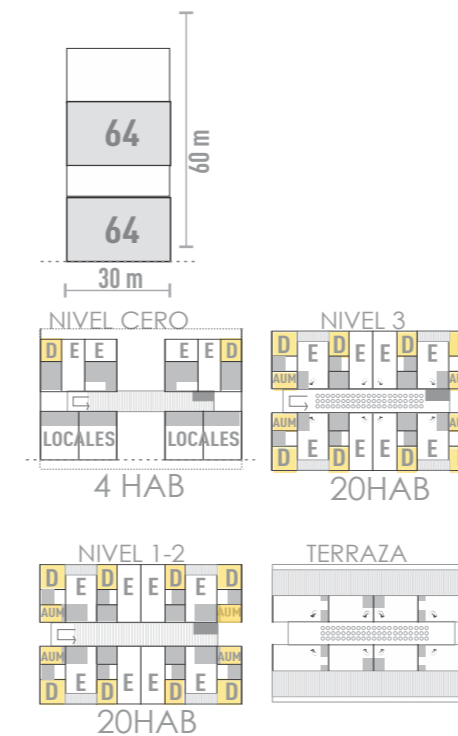 64
60 m
64
30 m
NIVEL CERO
D E E E E D
LOCALES LOCALES
4 HAB
NIVEL 3
D E D E E D E D
AUM
AUM
D E D E E D E D
20HAB
NIVEL 1-2
D E D E E D E D
AUM AUM
AUM AUM
D E D E E D E D
20HAB
TERRAZA